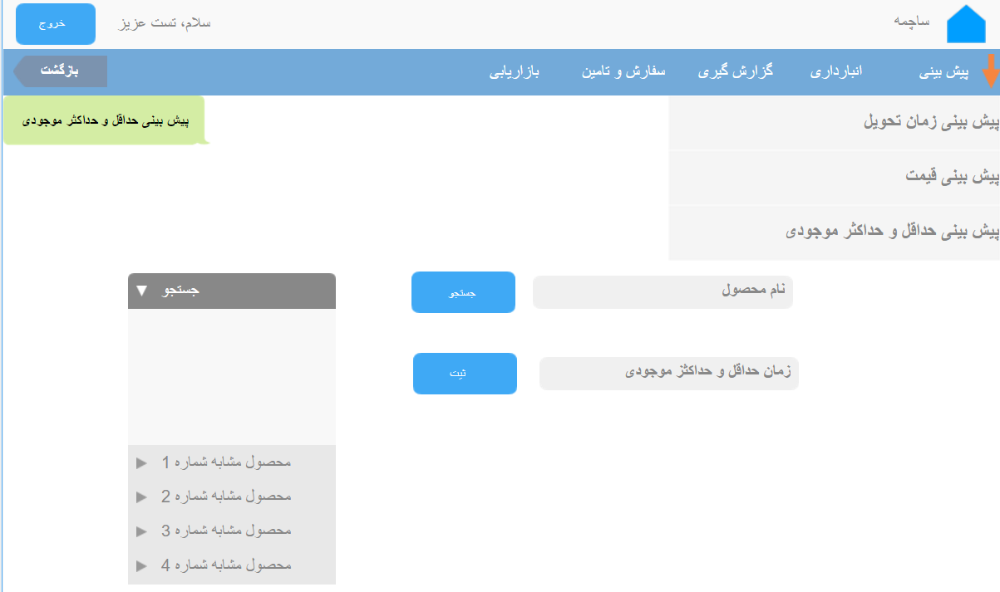 ساچمه
سلام، تست عزیز
خروج
پیش بینی
انبارداری
گزارش گیری
سفارش و تامین
بازاریابی
بازگشت
پیش بینی زمان تحویل
پیش بینی حداقل و حداکثر موجودی
پیش بینی قیمت
پیش بینی حداقل و حداکثر موجودی
نام محصول
جستجو
جستجو
زمان حداقل و حداکثز موجودی
ثبت
محصول مشابه شماره 1
محصول مشابه شماره 2
محصول مشابه شماره 3
محصول مشابه شماره 4